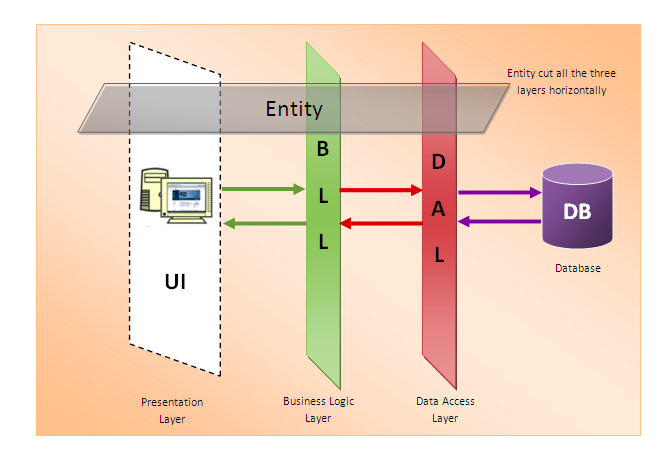 Entity cut all the three
layers horizontally
Entity
B
L
L
D
A
L
DB
UI
Database
Presentation
Layer
Business Logic
Layer
Data Access
Layer